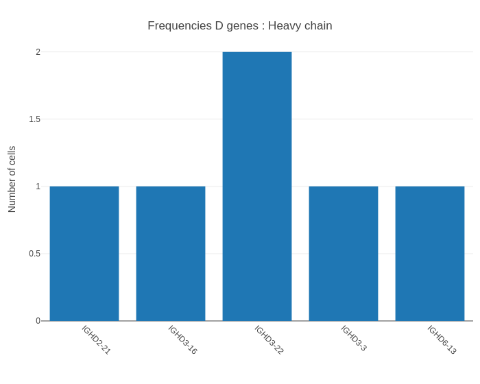 Frequencies D genes : Heavy chain
Number of cells
2
1.5
1
0.5
0
IGHD2-21
IGHD3-16
IGHD3-22
IGHD3-3
IGHD6-13